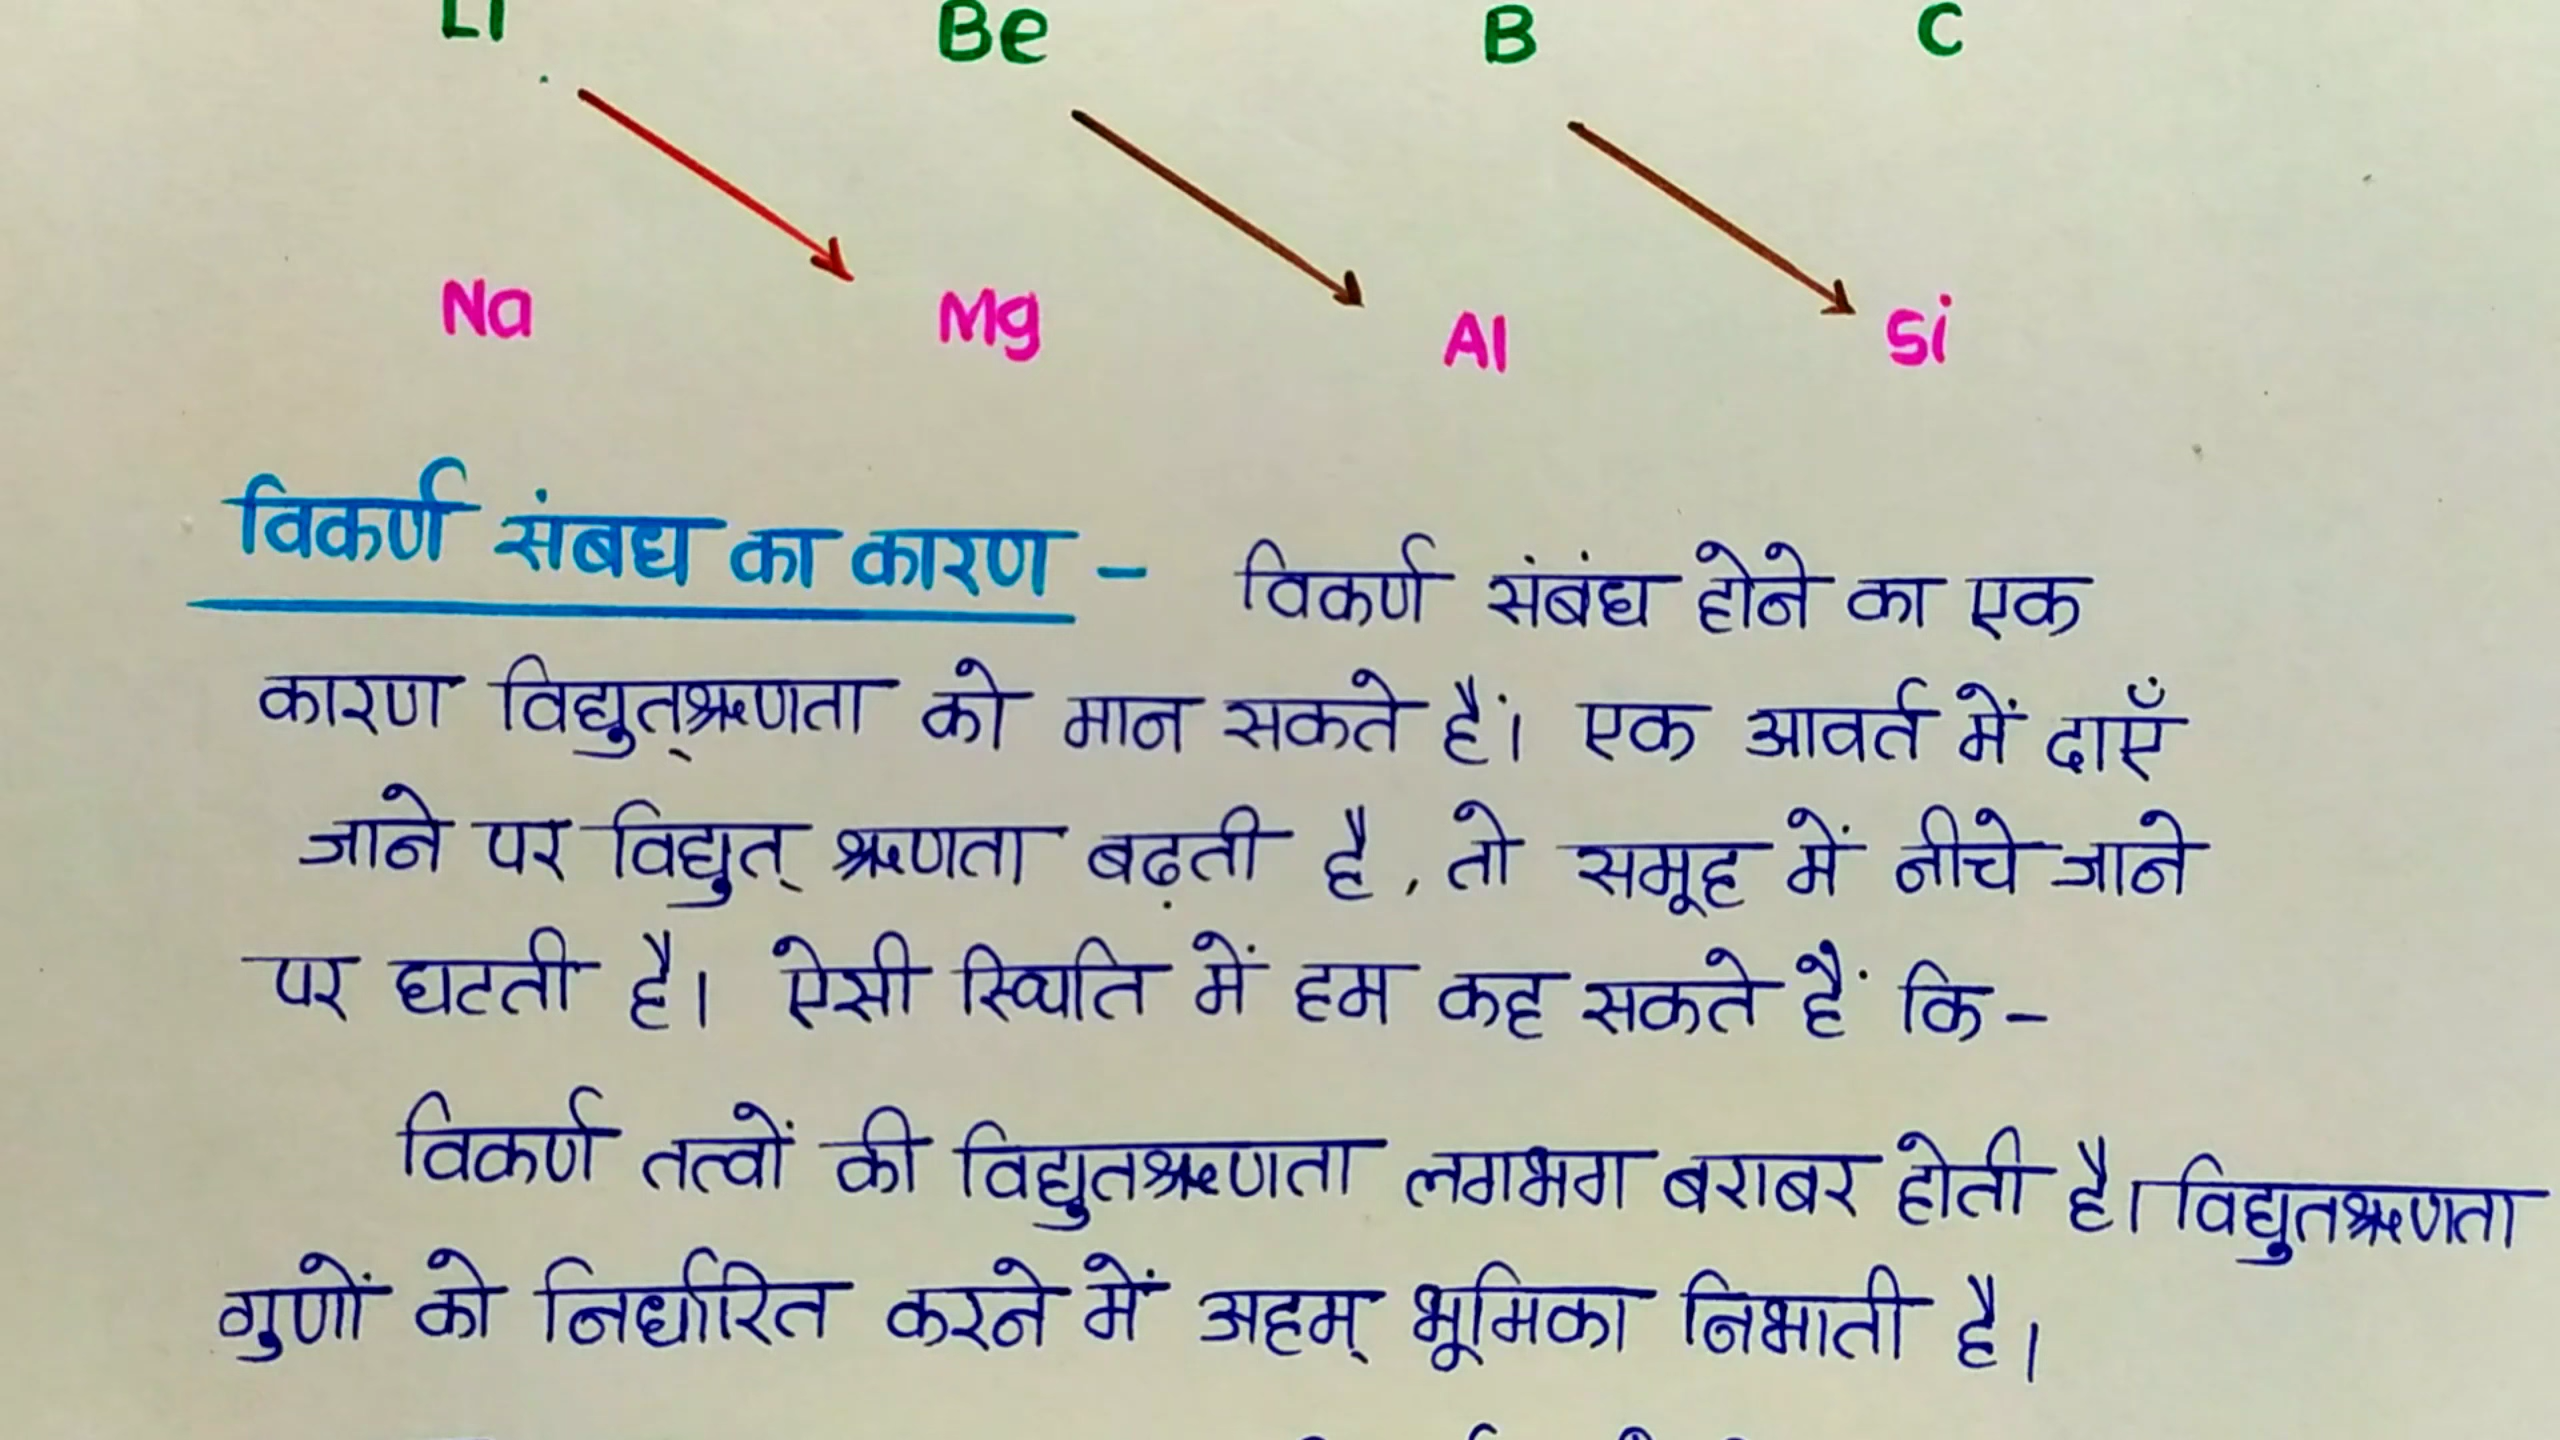 Li Be B C
Na Mg Al Si
विकर्ण संबध का कारण - विकर्ण संबंध होने का एक
कारण विद्युत्ऋणता को मान सकते हैं। एक आवर्त में दाएँ
जाने पर विद्युत् ऋणता बढ़ती है, तो समूह में नीचे जाने
पर घटती है। ऐसी स्थिति में हम कह सकते हैं कि-
विकर्ण तत्वों की विद्युतऋणता लगभग बराबर होती है। विद्युतऋणता
गुणों को निर्धारित करने में अहम् भूमिका निभाती है।